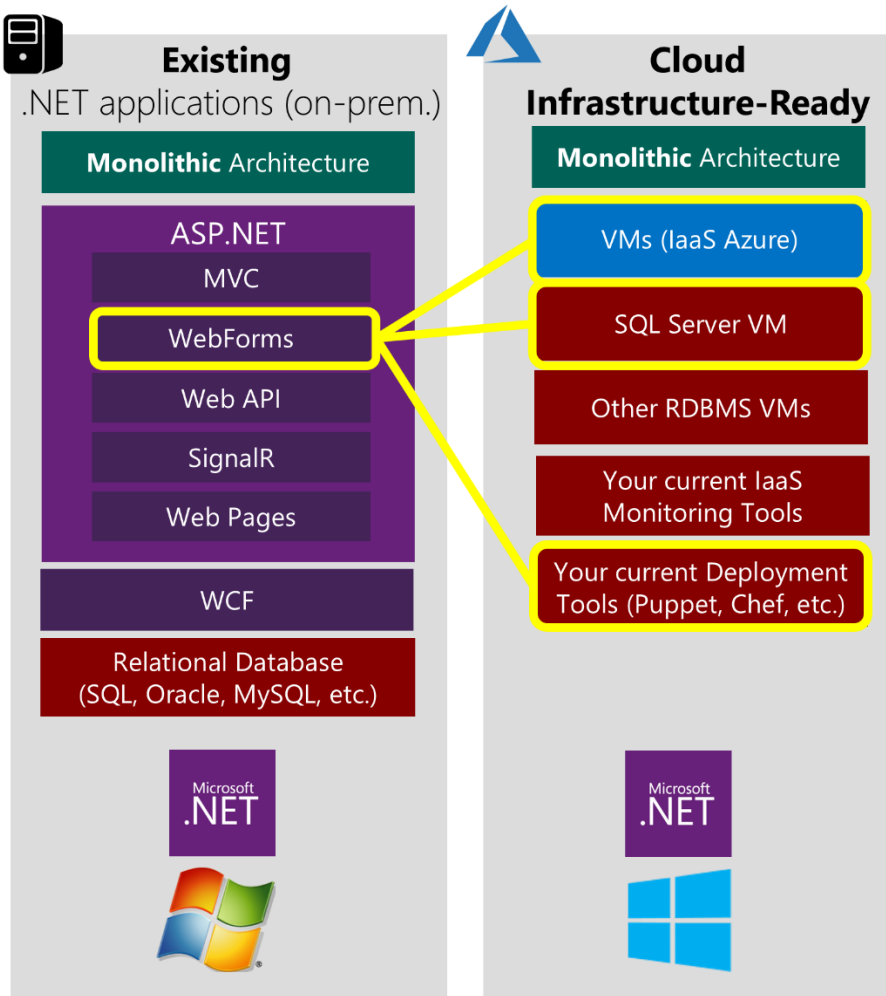 Existing
.NET applications (on-prem.)
Monolithic Architecture
ASP.NET
MVC
WebForms
Web API
SignalR
Web Pages
WCF
Relational Database
(SQL, Oracle, MySQL, etc.)
Microsoft
.NET
®
Cloud
Infrastructure-Ready
Monolithic Architecture
VMs (IaaS Azure)
SQL Server VM
Other RDBMS VMs
Your current IaaS
Monitoring Tools
Your current Deployment
Tools (Puppet, Chef, etc.)
Microsoft
.NET